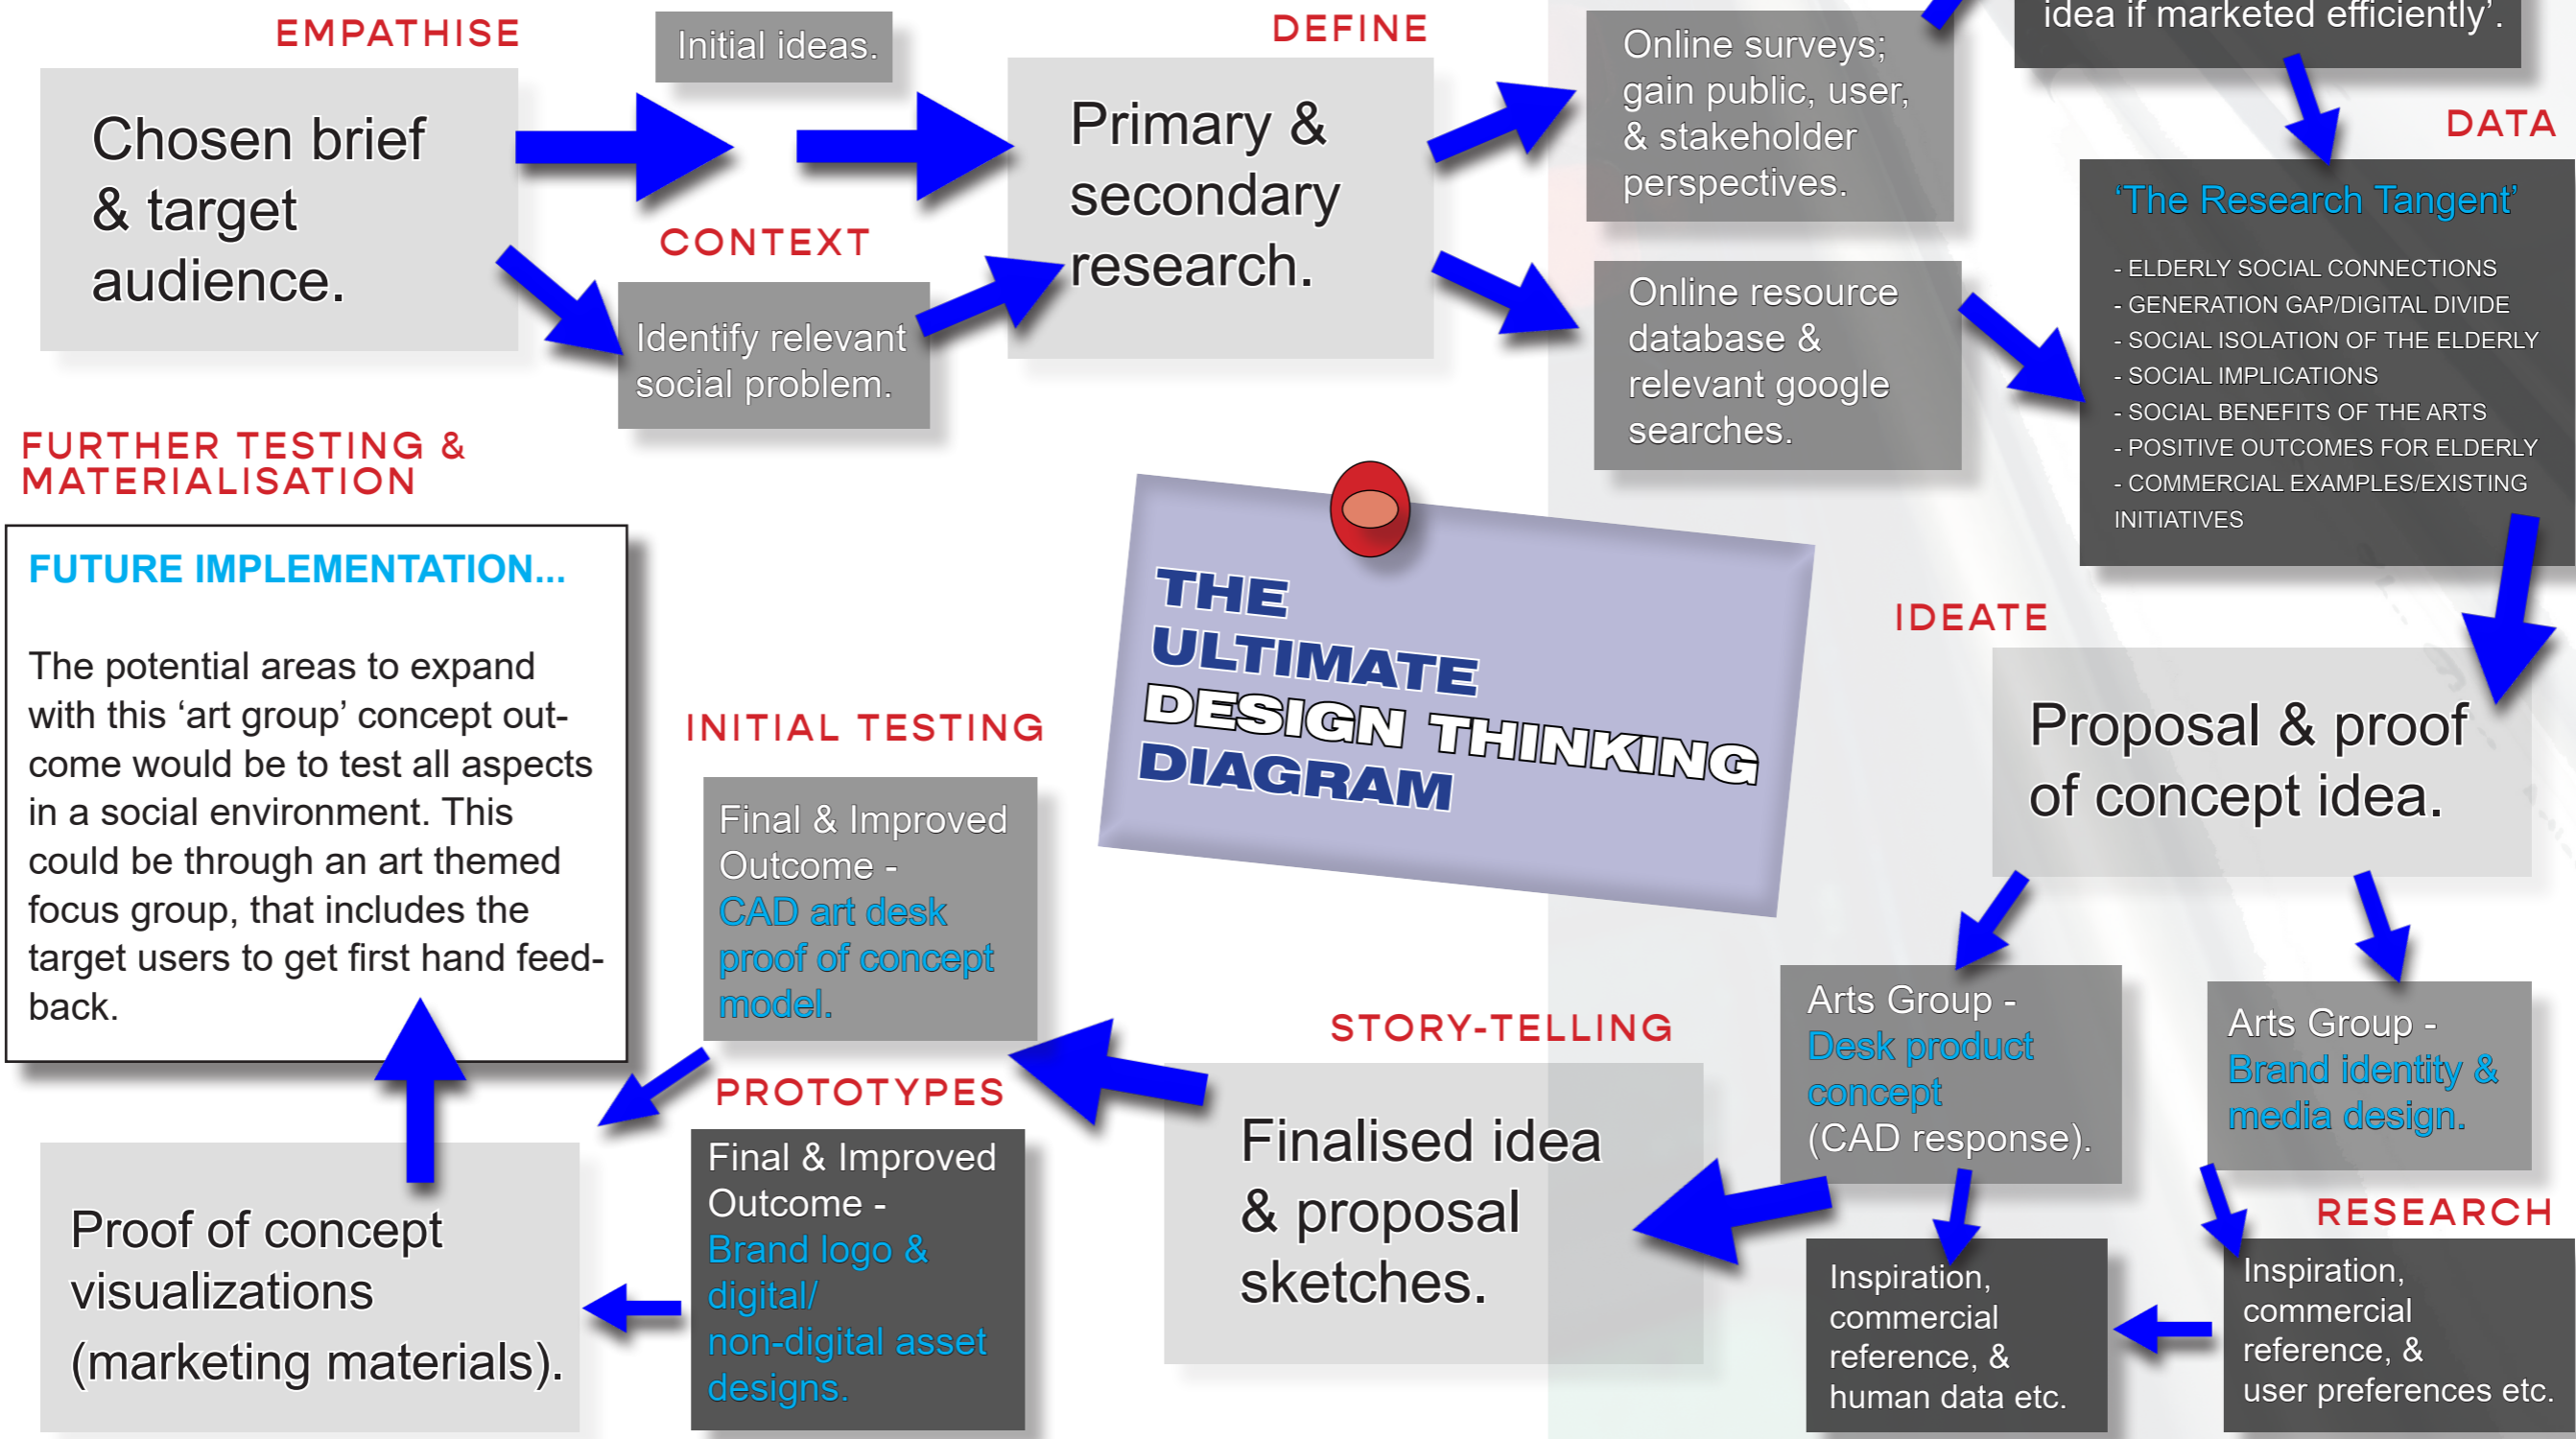 EMPATHISE
Chosen brief
& target
audience.
Initial ideas.
CONTEXT
Identify relevant
social problem.
DEFINE
Primary &
secondary
research.
Online surveys;
gain public, user,
& stakeholder
perspectives.
Online resource
database &
relevant google
searches.
idea if marketed efficiently’.
DATA
‘The Research Tangent’
- ELDERLY SOCIAL CONNECTIONS
- GENERATION GAP/DIGITAL DIVIDE
- SOCIAL ISOLATION OF THE ELDERLY
- SOCIAL IMPLICATIONS
- SOCIAL BENEFITS OF THE ARTS
- POSITIVE OUTCOMES FOR ELDERLY
- COMMERCIAL EXAMPLES/EXISTING
INITIATIVES
THE
ULTIMATE
DESIGN THINKING
DIAGRAM
IDEATE
Proposal & proof
of concept idea.
Arts Group -
Desk product
concept
(CAD response).
Arts Group -
Brand identity &
media design.
RESEARCH
Inspiration,
commercial
reference, &
user preferences etc.
Inspiration,
commercial
reference, &
human data etc.
STORY-TELLING
Finalised idea
& proposal
sketches.
INITIAL TESTING
Final & Improved
Outcome -
CAD art desk
proof of concept
model.
PROTOTYPES
Final & Improved
Outcome -
Brand logo &
digital/
non-digital asset
designs.
Proof of concept
visualizations
(marketing materials).
FURTHER TESTING &
MATERIALISATION
FUTURE IMPLEMENTATION...
The potential areas to expand
with this ‘art group’ concept out-
come would be to test all aspects
in a social environment. This
could be through an art themed
focus group, that includes the
target users to get first hand feed-
back.